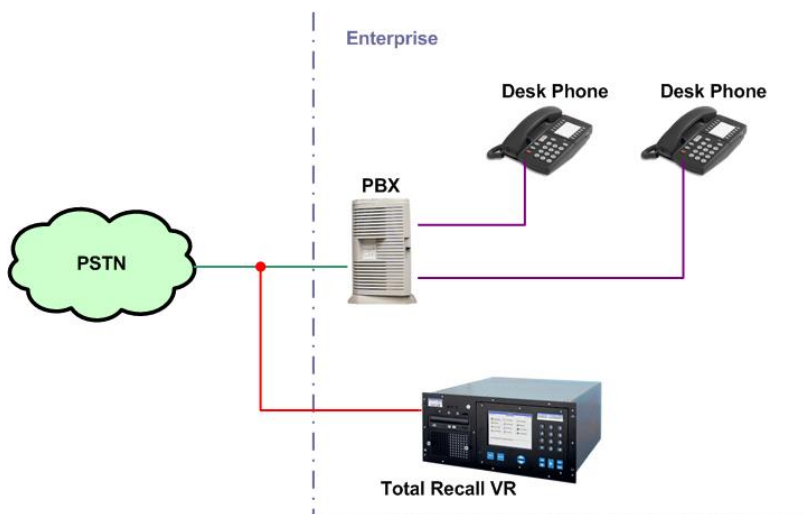 Enterprise
Desk Phone
Desk Phone
PBX
PSTN
Total Recall VR